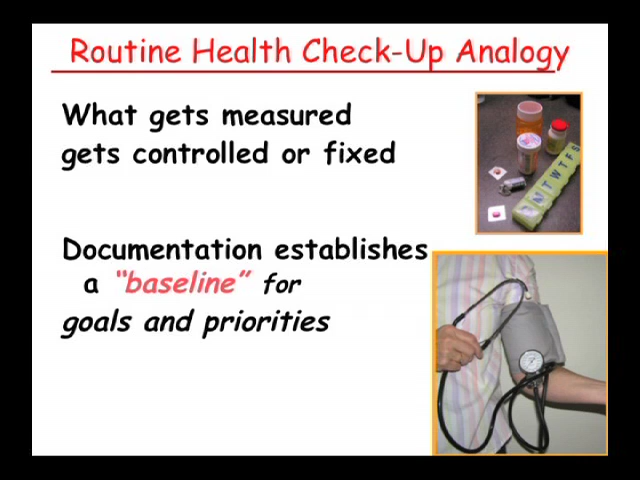 Routine Health Check-Up Analogy
What gets measured
gets controlled or fixed
Documentation establishes
a “baseline” for
goals and priorities
N T W T F S